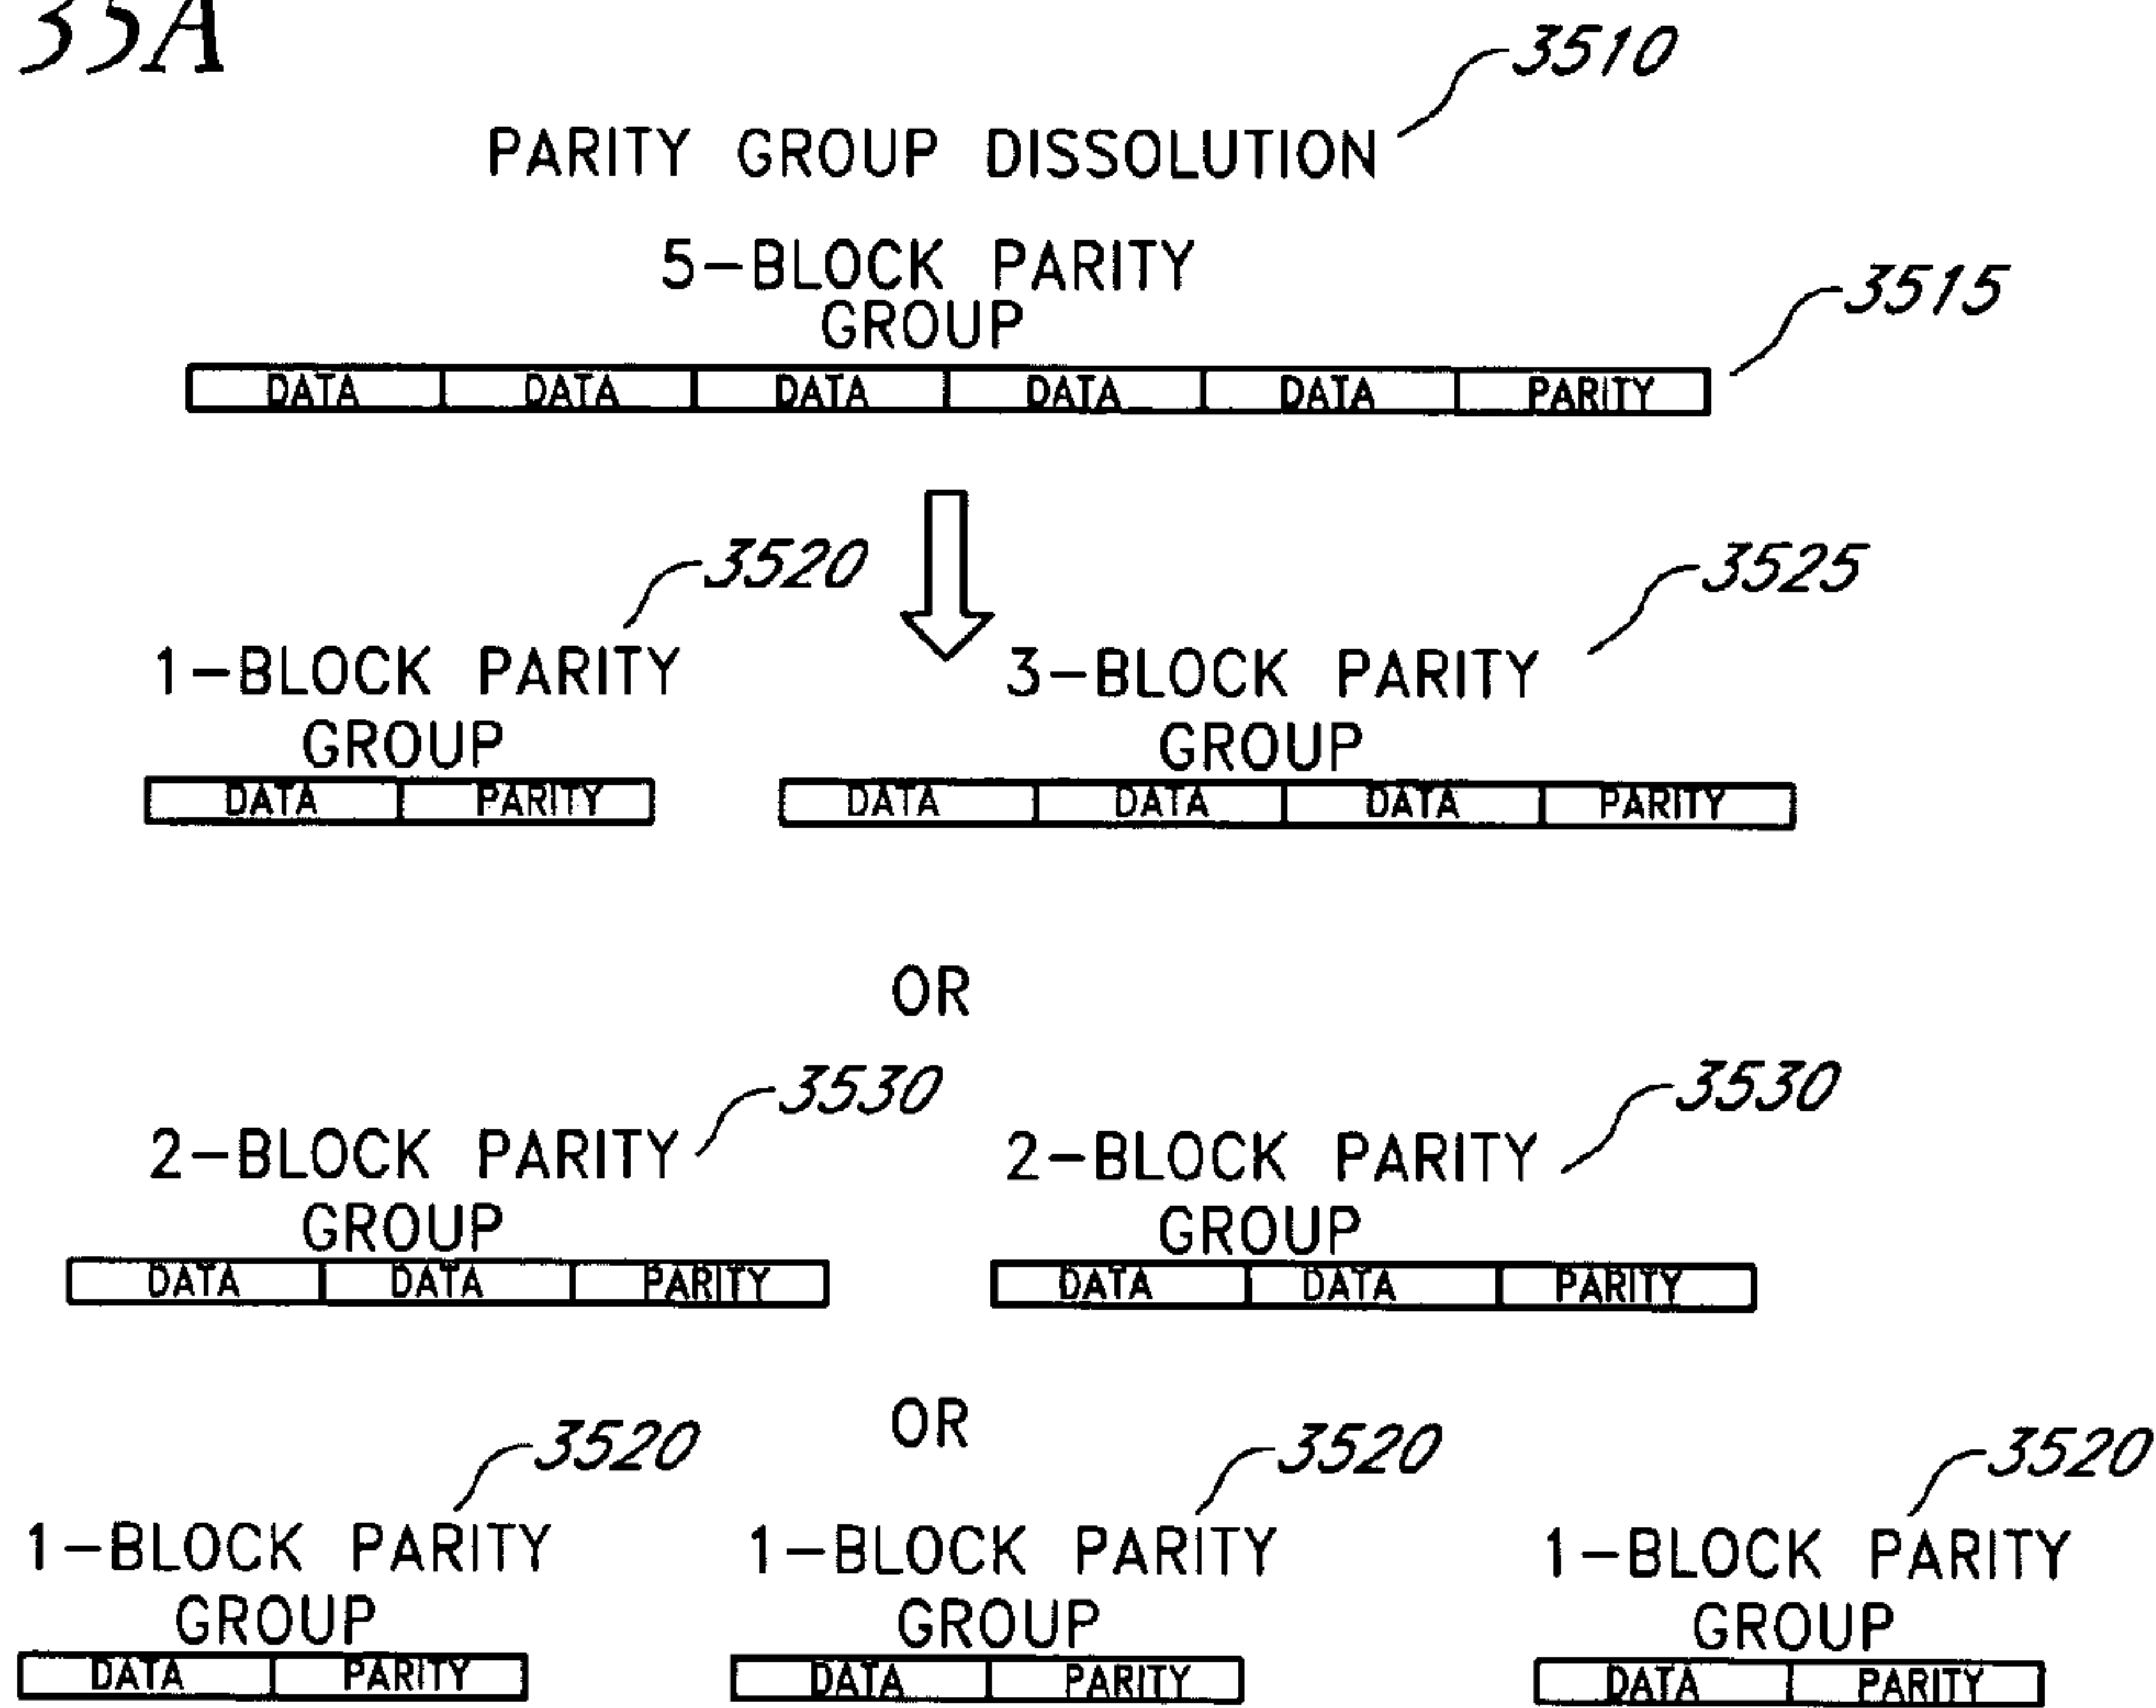 35A
3510
PARITY GROUP DISSOLUTION
5-BLOCK PARITY
GROUP
3515
DATA DATA DATA DATA DATA PARITY
3520
3525
1-BLOCK PARITY 3-BLOCK PARITY
GROUP GROUP
DATA PARITY DATA DATA DATA PARITY
OR
3530 3530
2-BLOCK PARITY 2-BLOCK PARITY
GROUP GROUP
DATA DATA PARITY DATA DATA PARITY
OR
3520 3520 3520
1-BLOCK PARITY 1-BLOCK PARITY 1-BLOCK PARITY
GROUP GROUP GROUP
DATA PARITY DATA PARITY DATA PARITY